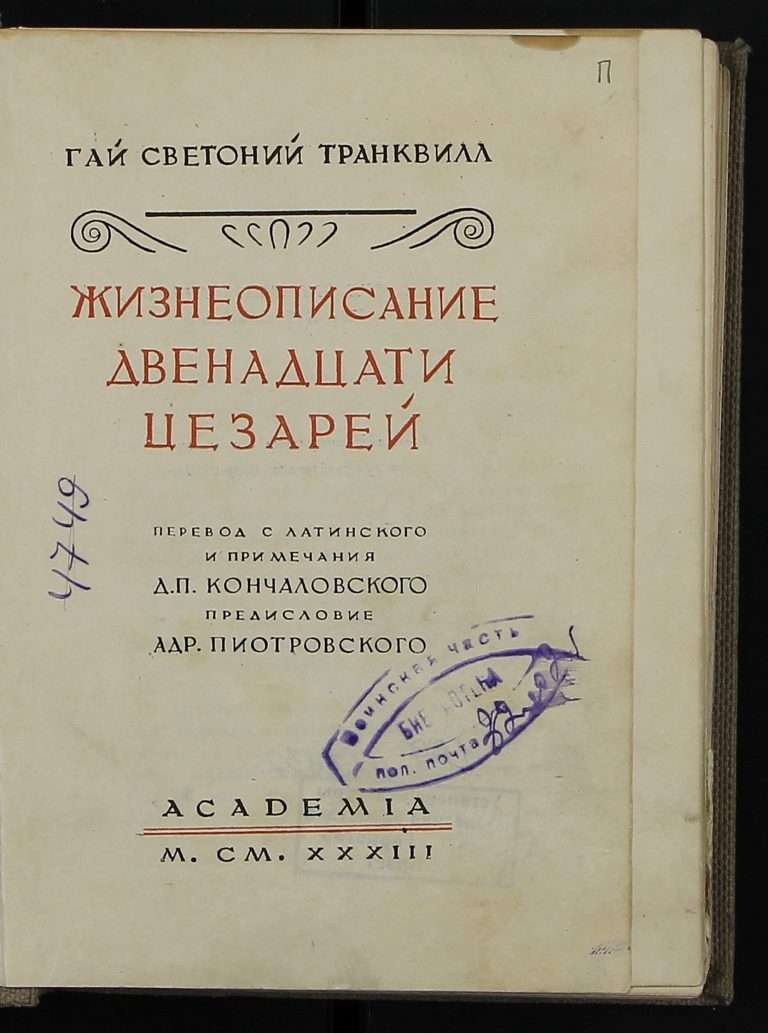 П
ГАЙ СВЕТОНИЙ ТРАНКВИЛЛ
ЖИЗНЕОПИСАНИЕ
ДВЕНАДЦАТИ
ЦЕЗАРЕЙ
4749
ПЕРЕВОД С ЛАТИНСКОГО
И ПРИМЕЧАНИЯ
Д.П. КОНЧАЛОВСКОГО
ПРЕДИСЛОВИЕ
АДР. ПИОТРОВСКОГО
Воинская часть
БИБЛИОТЕКА
пол. почта
ACADEMIA
M. CM. XXXIII